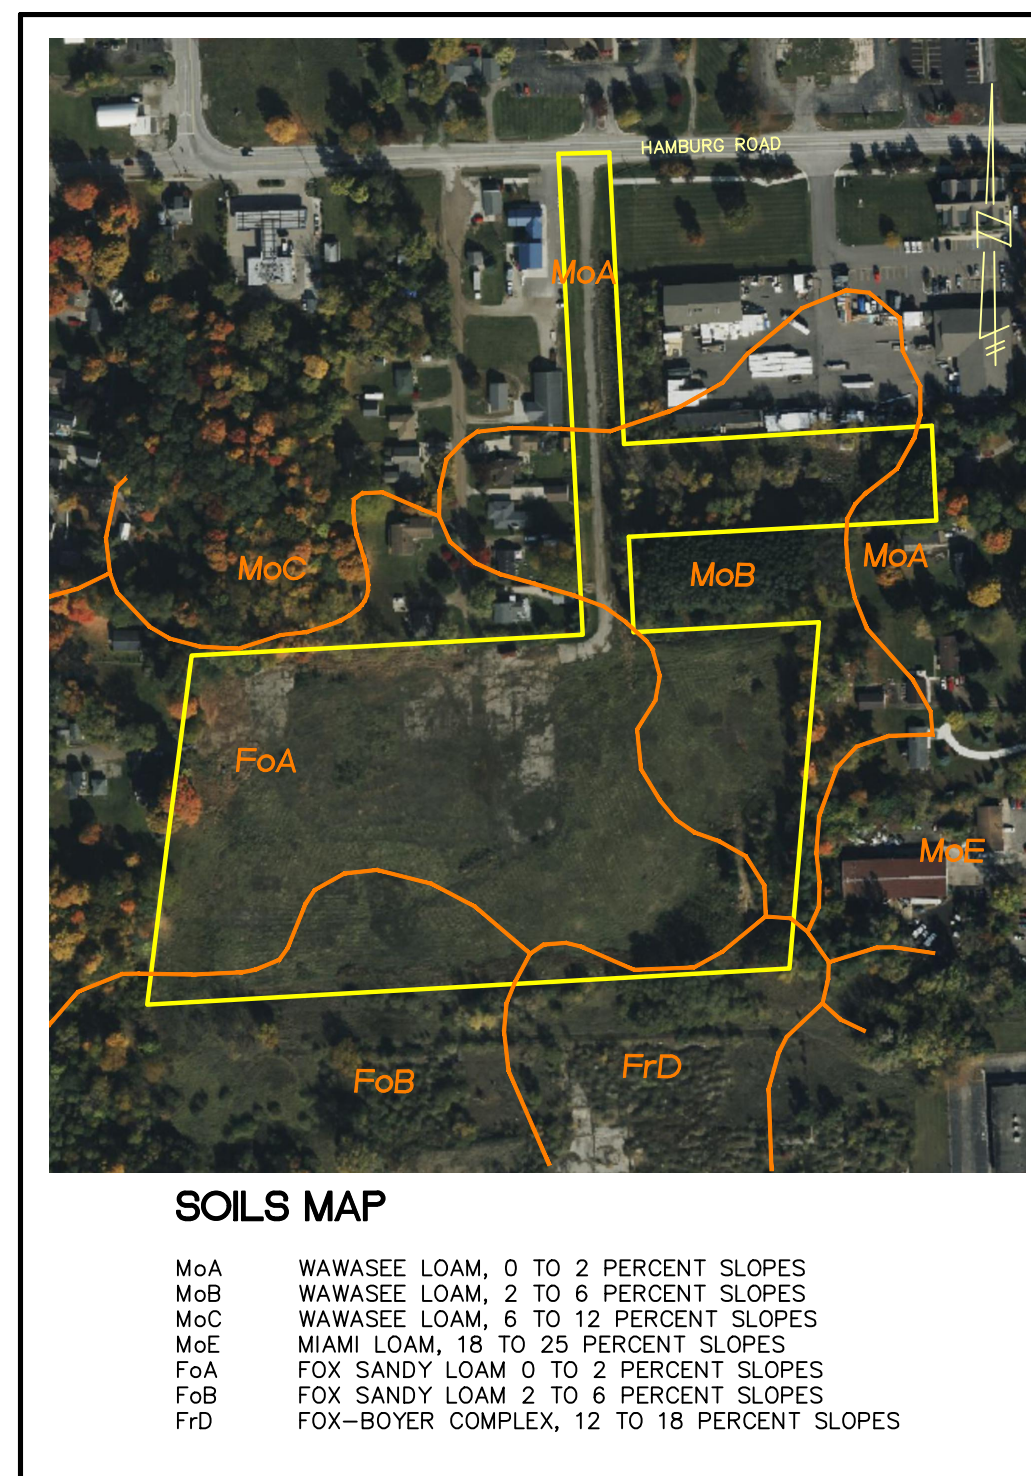 HAMBURG ROAD
MoA
MoC
MoB
MoA
FoA
MoE
FoB
FrD
SOILS MAP
MoA WAWASEE LOAM, 0 TO 2 PERCENT SLOPES
MoB WAWASEE LOAM, 2 TO 6 PERCENT SLOPES
MoC WAWASEE LOAM, 6 TO 12 PERCENT SLOPES
MoE MIAMI LOAM, 18 TO 25 PERCENT SLOPES
FoA FOX SANDY LOAM 0 TO 2 PERCENT SLOPES
FoB FOX SANDY LOAM 2 TO 6 PERCENT SLOPES
FrD FOX-BOYER COMPLEX, 12 TO 18 PERCENT SLOPES